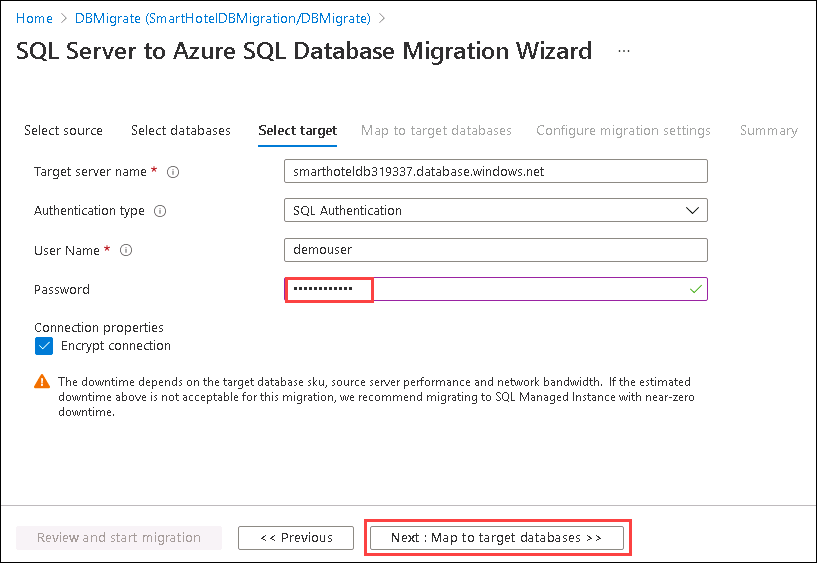 Home > DBMigrate (SmartHotelDBMigration/DBMigrate) >
SQL Server to Azure SQL Database Migration Wizard ...
Select source Select databases Select target Map to target databases Configure migration settings Summary
Target server name * smarthoteldb319337.database.windows.net
Authentication type SQL Authentication
User Name * demouser
Password ••••••••••••
Connection properties
Encrypt connection
The downtime depends on the target database sku, source server performance and network bandwidth. If the estimated
downtime above is not acceptable for this migration, we recommend migrating to SQL Managed Instance with near-zero
downtime.
Review and start migration << Previous Next : Map to target databases >>